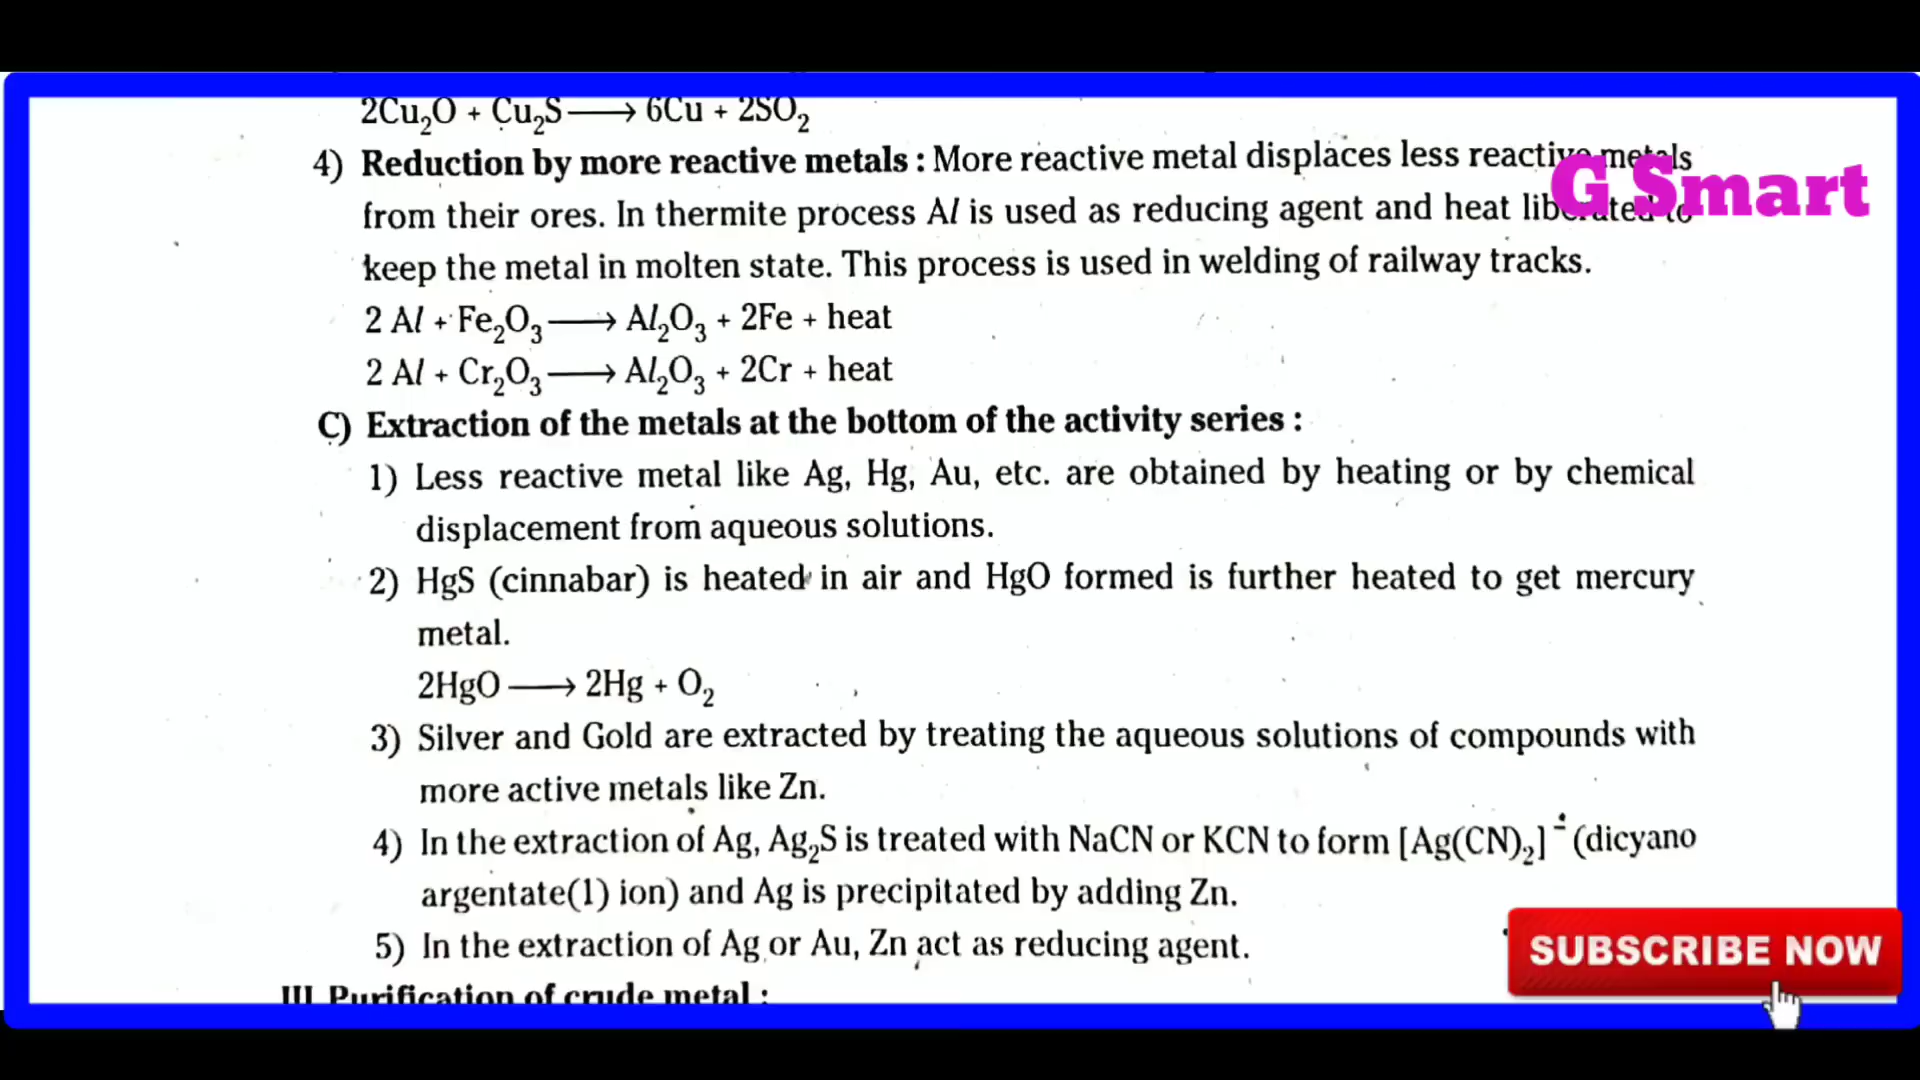 2Cu₂O + Cu₂S ⟶ 6Cu + 2SO₂
4) Reduction by more reactive metals : More reactive metal displaces less reactive metals
G Smart
from their ores. In thermite process Al is used as reducing agent and heat liberated to
keep the metal in molten state. This process is used in welding of railway tracks.
2 Al + Fe₂O₃ ⟶ Al₂O₃ + 2Fe + heat
2 Al + Cr₂O₃ ⟶ Al₂O₃ + 2Cr + heat
C) Extraction of the metals at the bottom of the activity series :
1) Less reactive metal like Ag, Hg, Au, etc. are obtained by heating or by chemical
displacement from aqueous solutions.
2) HgS (cinnabar) is heated in air and HgO formed is further heated to get mercury
metal.
2HgO ⟶ 2Hg + O₂
3) Silver and Gold are extracted by treating the aqueous solutions of compounds with
more active metals like Zn.
4) In the extraction of Ag, Ag₂S is treated with NaCN or KCN to form [Ag(CN)₂]⁻ (dicyano
argentate(1) ion) and Ag is precipitated by adding Zn.
5) In the extraction of Ag or Au, Zn act as reducing agent.
SUBSCRIBE NOW
III Purification of crude metal :